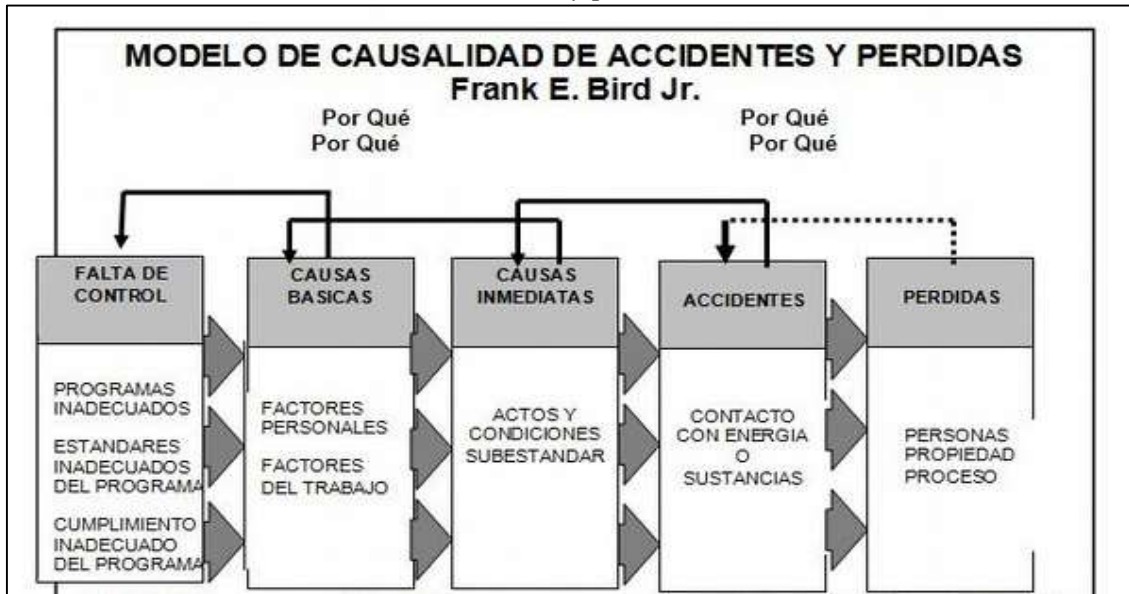 MODELO DE CAUSALIDAD DE ACCIDENTES Y PERDIDAS
Frank E. Bird Jr.
Por Qué
Por Qué
Por Qué
Por Qué
FALTA DE
CONTROL
PROGRAMAS
INADECUADOS
ESTANDARES
INADECUADOS
DEL PROGRAMA
CUMPLIMIENTO
INADECUADO
DEL PROGRAMA
CAUSAS
BASICAS
FACTORES
PERSONALES
FACTORES
DEL TRABAJO
CAUSAS
INMEDIATAS
ACTOS Y
CONDICIONES
SUBESTANDAR
ACCIDENTES
CONTACTO
CON ENERGIA
O
SUSTANCIAS
PERDIDAS
PERSONAS
PROPIEDAD
PROCESO